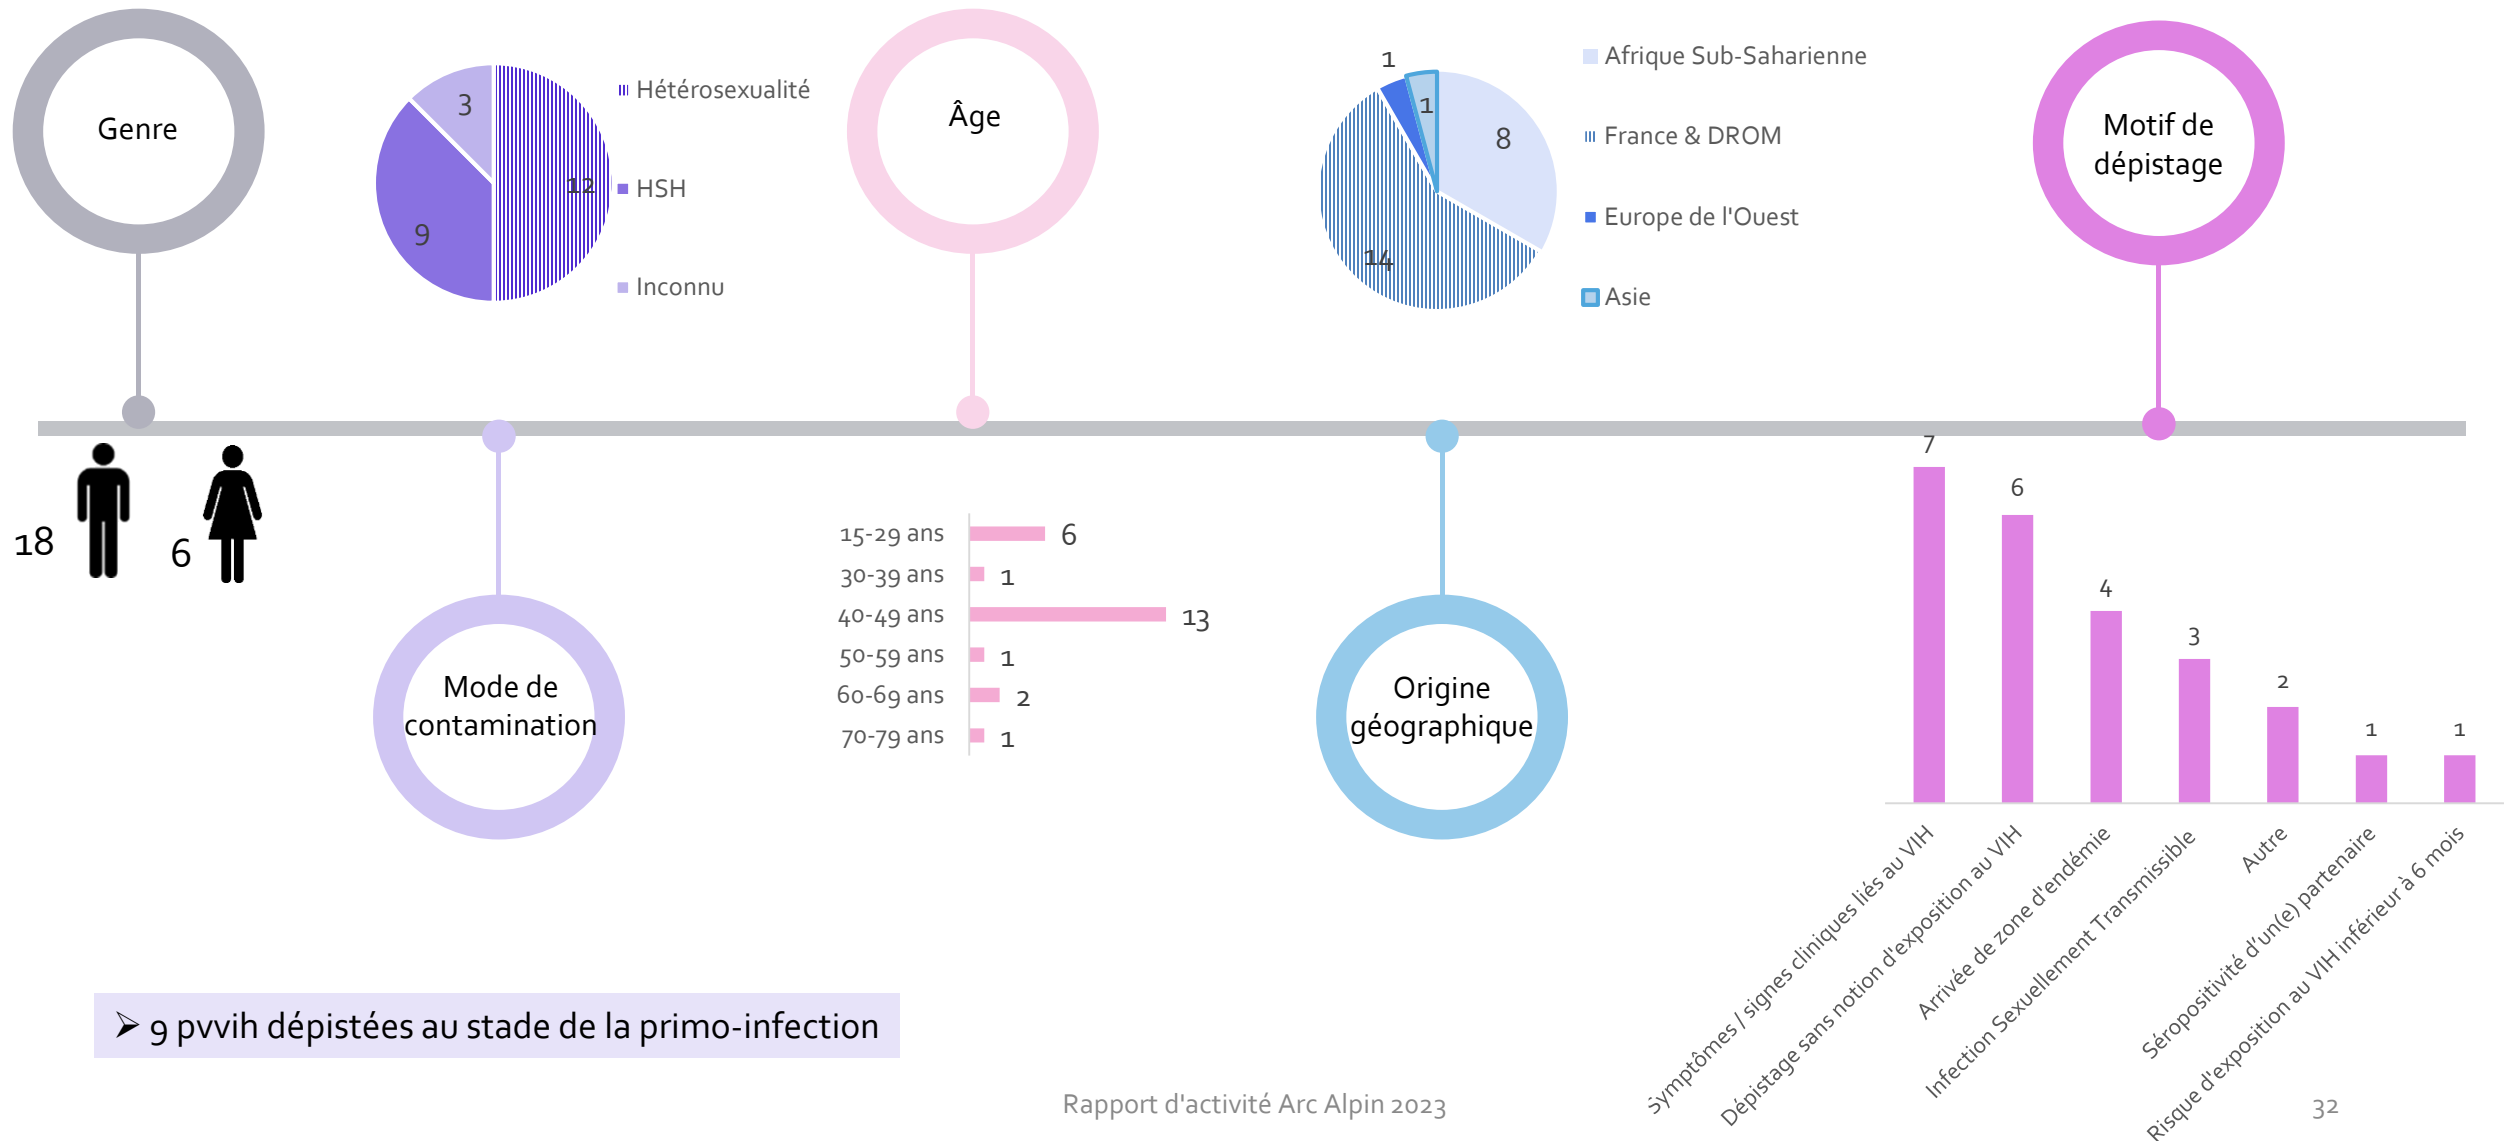 Genre
18
6
3
9
12
Hétérosexualité
HSH
Inconnu
Mode de
contamination
Âge
15-29 ans
6
30-39 ans
1
40-49 ans
13
50-59 ans
1
60-69 ans
2
70-79 ans
1
1
1
8
14
Afrique Sub-Saharienne
France & DROM
Europe de l'Ouest
Asie
Origine
géographique
Motif de
dépistage
7
6
4
3
2
1
1
Symptômes / signes cliniques liés au VIH
Dépistage sans notion d'exposition au VIH
Arrivée de zone d'endémie
Infection Sexuellement Transmissible
Autre
Séropositivité d'un(e) partenaire
Risque d'exposition au VIH inférieur à 6 mois
➢ 9 pvvih dépistées au stade de la primo-infection
Rapport d'activité Arc Alpin 2023
32